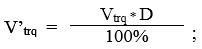 V’trq = Vtrq * D / 100% ;